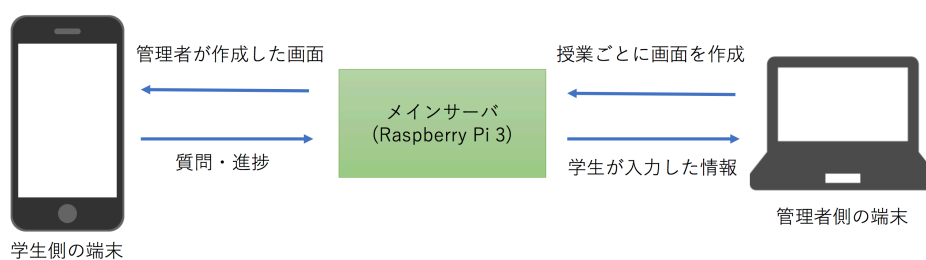 管理者が作成した画面
授業ごとに画面を作成
メインサーバ
(Raspberry Pi 3)
質問・進捗
学生が入力した情報
管理者側の端末
学生側の端末